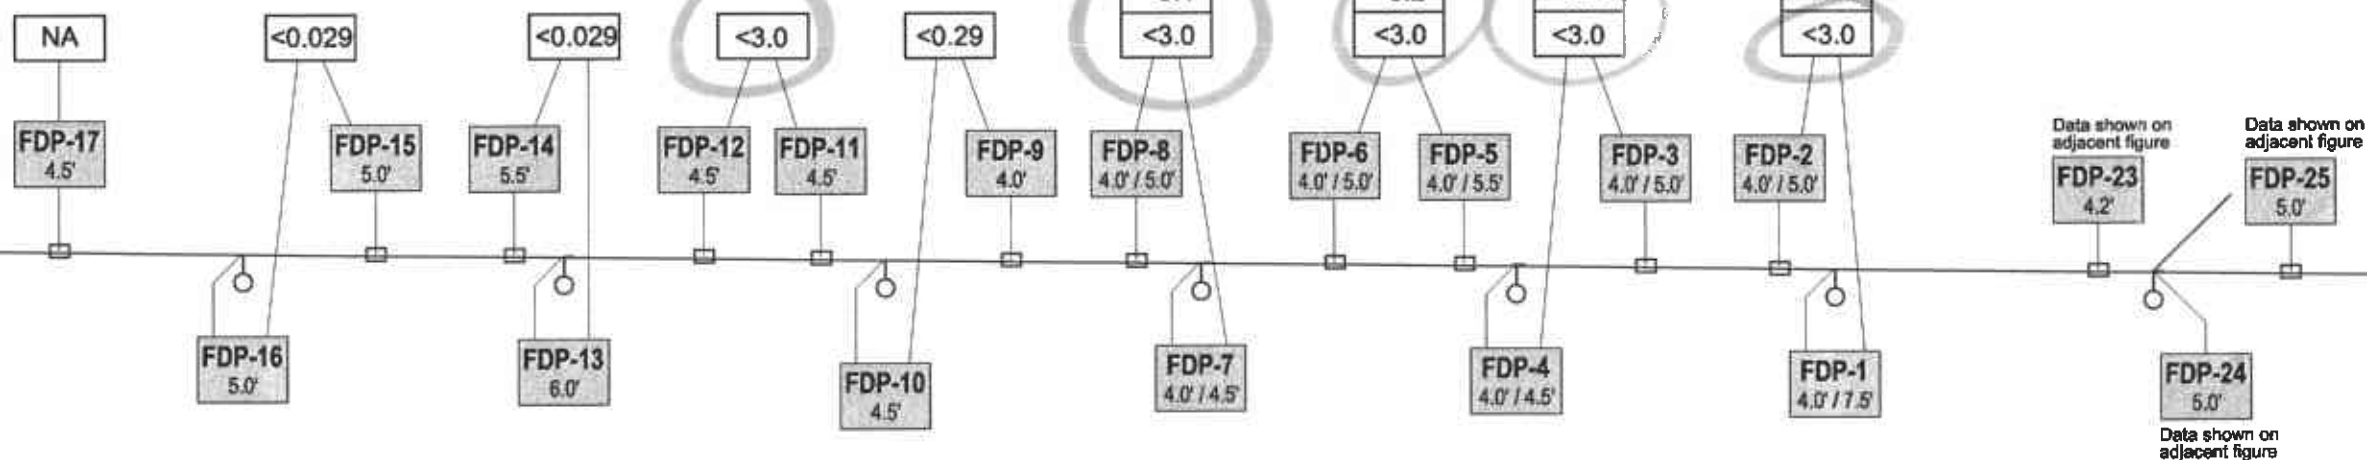 NA
<0.029
<0.029
<3.0
<0.29
<3.0
<3.0
<3.0
<3.0
FDP-17
4.5'
FDP-15
5.0'
FDP-14
5.5'
FDP-12
4.5'
FDP-11
4.5'
FDP-9
4.0'
FDP-8
4.0' / 5.0'
FDP-6
4.0' / 5.0'
FDP-5
4.0' / 5.5'
FDP-3
4.0' / 5.0'
FDP-2
4.0' / 5.0'
Data shown on
adjacent figure
FDP-23
4.2'
Data shown on
adjacent figure
FDP-25
5.0'
FDP-16
5.0'
FDP-13
6.0'
FDP-10
4.5'
FDP-7
4.0' / 4.5'
FDP-4
4.0' / 4.5'
FDP-1
4.0' / 7.5'
FDP-24
5.0'
Data shown on
adjacent figure